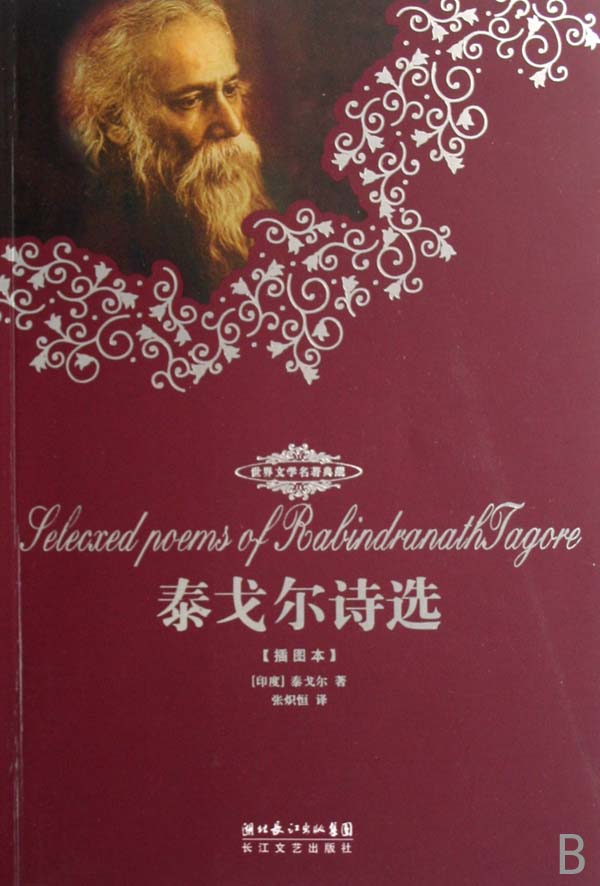 世界文学名著典藏
Selecxed poems of Rabindranath Tagore
泰戈尔诗选
【插图本】
[印度] 泰戈尔 著
张炽恒 译
湖北长江出版集团
长江文艺出版社
B